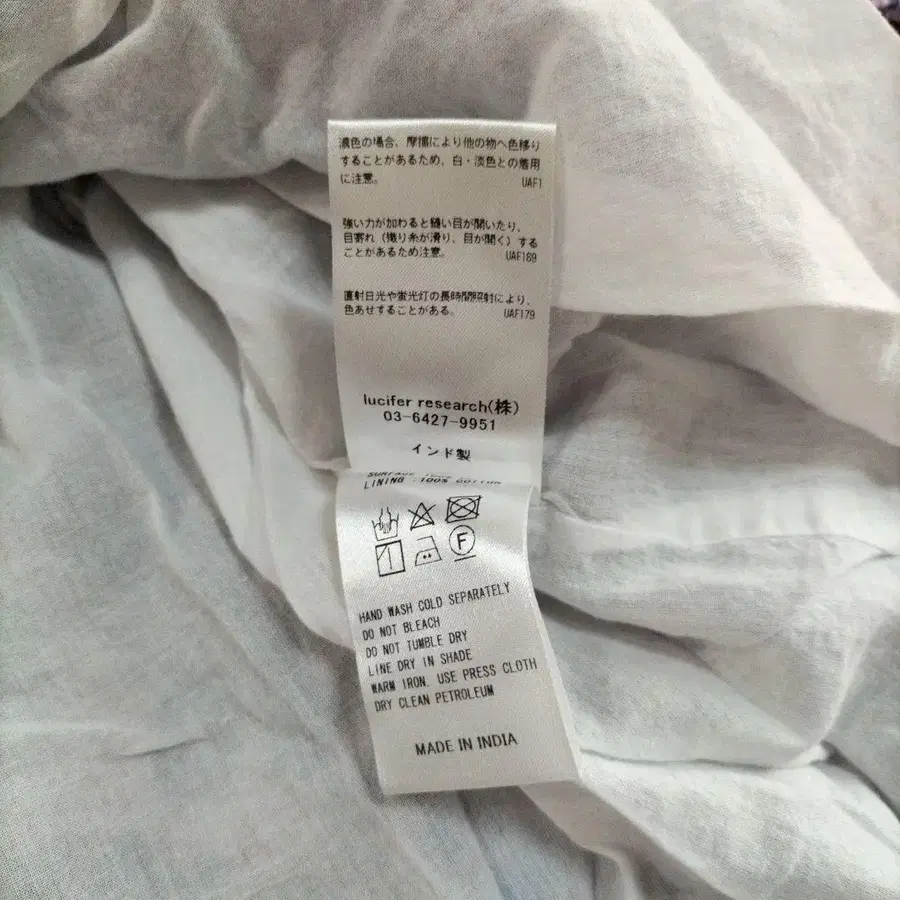 濃色の場合、摩擦により他の物へ色移り
することがあるため、白・淡色との着用
に注意。 UAF1
強い力が加わると縫い目が開いたり、
目寄れ（織り糸が滑り、目が開く）する
ことがあるため注意。 UAF169
直射日光や蛍光灯の長時間照射により、
色あせすることがある。 UAF179
lucifer research(株)
03-6427-9951
インド製
LINING :100% COTTON
F
HAND WASH COLD SEPARATELY
DO NOT BLEACH
DO NOT TUMBLE DRY
LINE DRY IN SHADE
WARM IRON. USE PRESS CLOTH
DRY CLEAN PETROLEUM
MADE IN INDIA